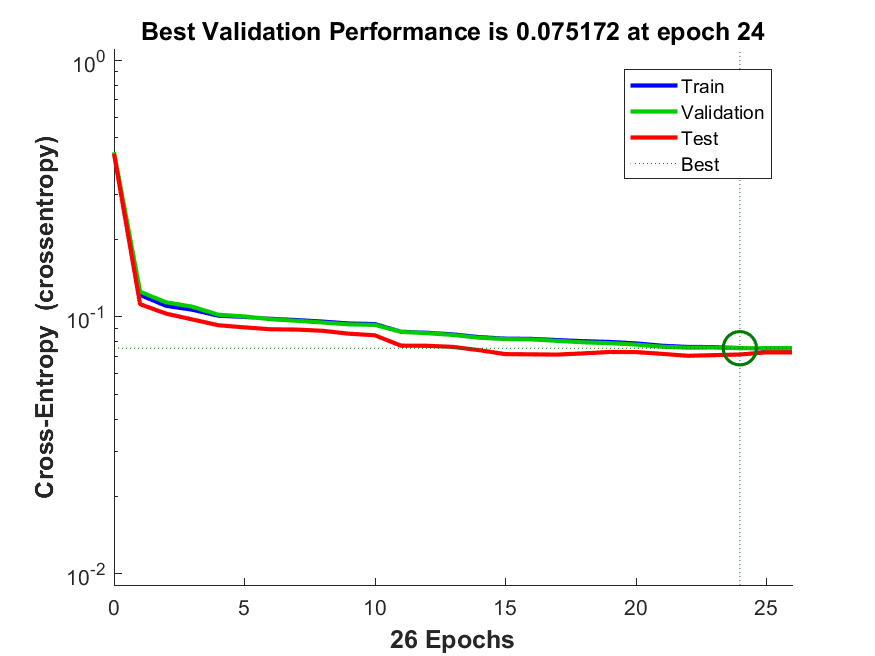 Best Validation Performance is 0.075172 at epoch 24
Cross-Entropy (crossentropy)
10^0
10^-1
10^-2
Train
Validation
Test
Best
0 5 10 15 20 25
26 Epochs